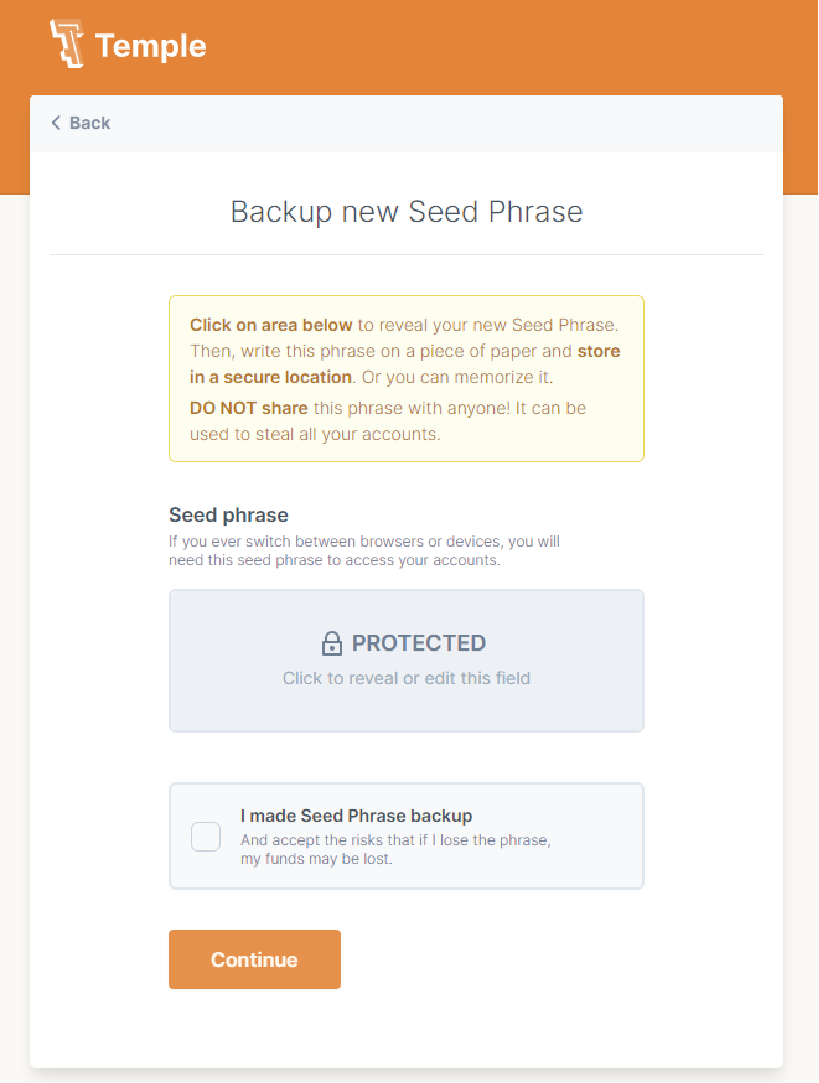 Temple
Back
Backup new Seed Phrase
Click on area below to reveal your new Seed Phrase.
Then, write this phrase on a piece of paper and store
in a secure location. Or you can memorize it.
DO NOT share this phrase with anyone! It can be
used to steal all your accounts.
Seed phrase
If you ever switch between browsers or devices, you will
need this seed phrase to access your accounts.
PROTECTED
Click to reveal or edit this field
I made Seed Phrase backup
And accept the risks that if I lose the phrase,
my funds may be lost.
Continue